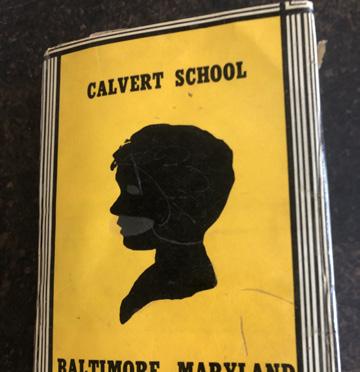 CALVERT SCHOOL
BALTIMORE, MARYLAND